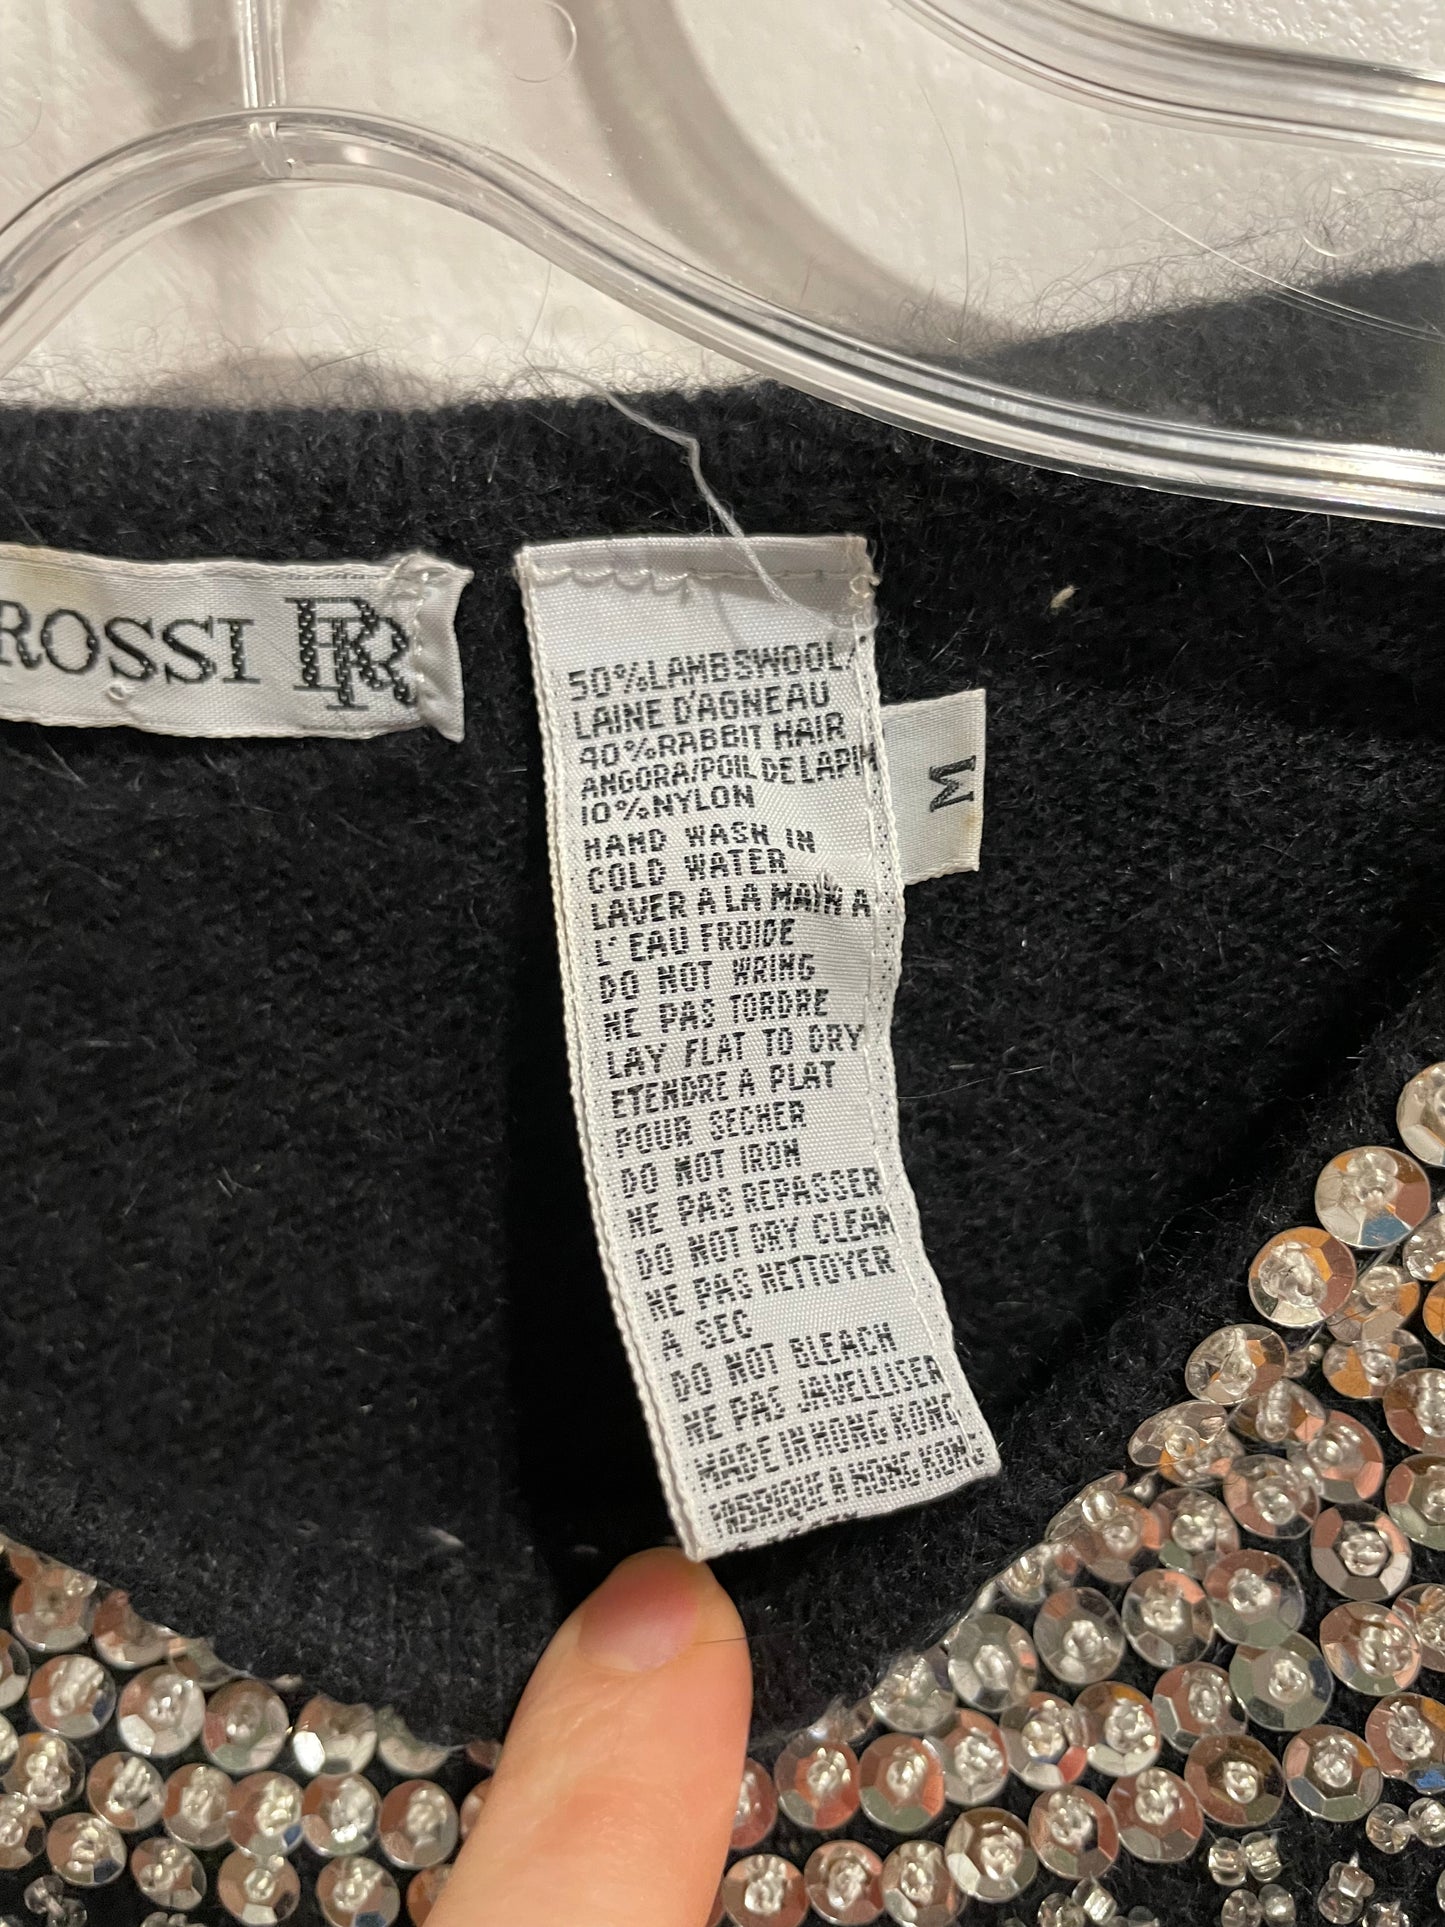 ROSSI
50%LAMBSWOOL/
LAINE D'AGNEAU
40%RABBIT HAIR
ANGORA/POIL DE LAPIN
10%NYLON
HAND WASH IN
COLD WATER
LAVER A LA MAIN A
L'EAU FROIDE
DO NOT WRING
NE PAS TORDRE
LAY FLAT TO DRY
ETENDRE A PLAT
POUR SECHER
DO NOT IRON
NE PAS REPASSER
DO NOT DRY CLEAN
NE PAS NETTOYER
A SEC
DO NOT BLEACH
NE PAS JAVELLISER
MADE IN HONG KONG
FABRIQUE A HONG KONG
M